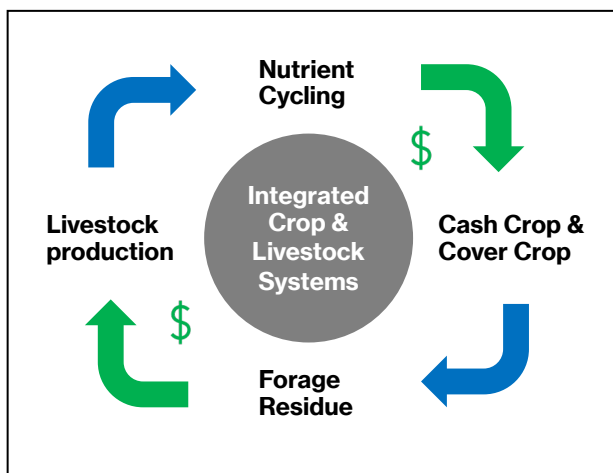 Nutrient
Cycling
$
Integrated
Crop &
Livestock
Systems
Livestock
production
Cash Crop &
Cover Crop
$
Forage
Residue